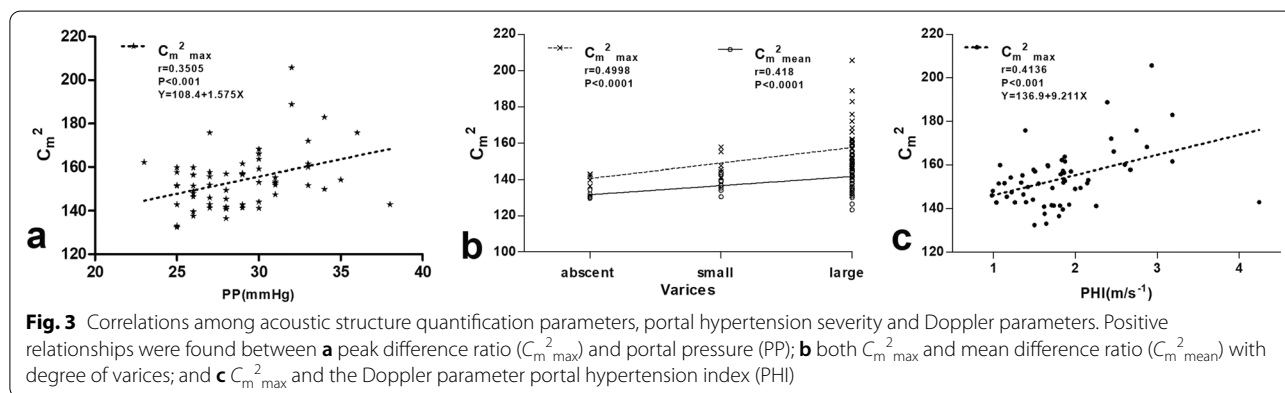 220
200
180
160
140
120
C_m^2
C_m^2 max
r=0.3505
P<0.001
Y=108.4+1.575X
a
20
25
30
35
40
PP(mmHg)
220
200
180
160
140
120
100
C_m^2
C_m^2 max
r=0.4998
P<0.0001
C_m^2 mean
r=0.418
P<0.0001
b
abscent
small
large
Varices
220
200
180
160
140
120
C_m^2
C_m^2 max
r=0.4136
P<0.001
Y=136.9+9.211X
c
1
2
3
4
PHI(m/s⁻¹)
Fig. 3 Correlations among acoustic structure quantification parameters, portal hypertension severity and Doppler parameters. Positive
relationships were found between a peak difference ratio (C_m^2 max) and portal pressure (PP); b both C_m^2 max and mean difference ratio (C_m^2 mean) with
degree of varices; and c C_m^2 max and the Doppler parameter portal hypertension index (PHI)